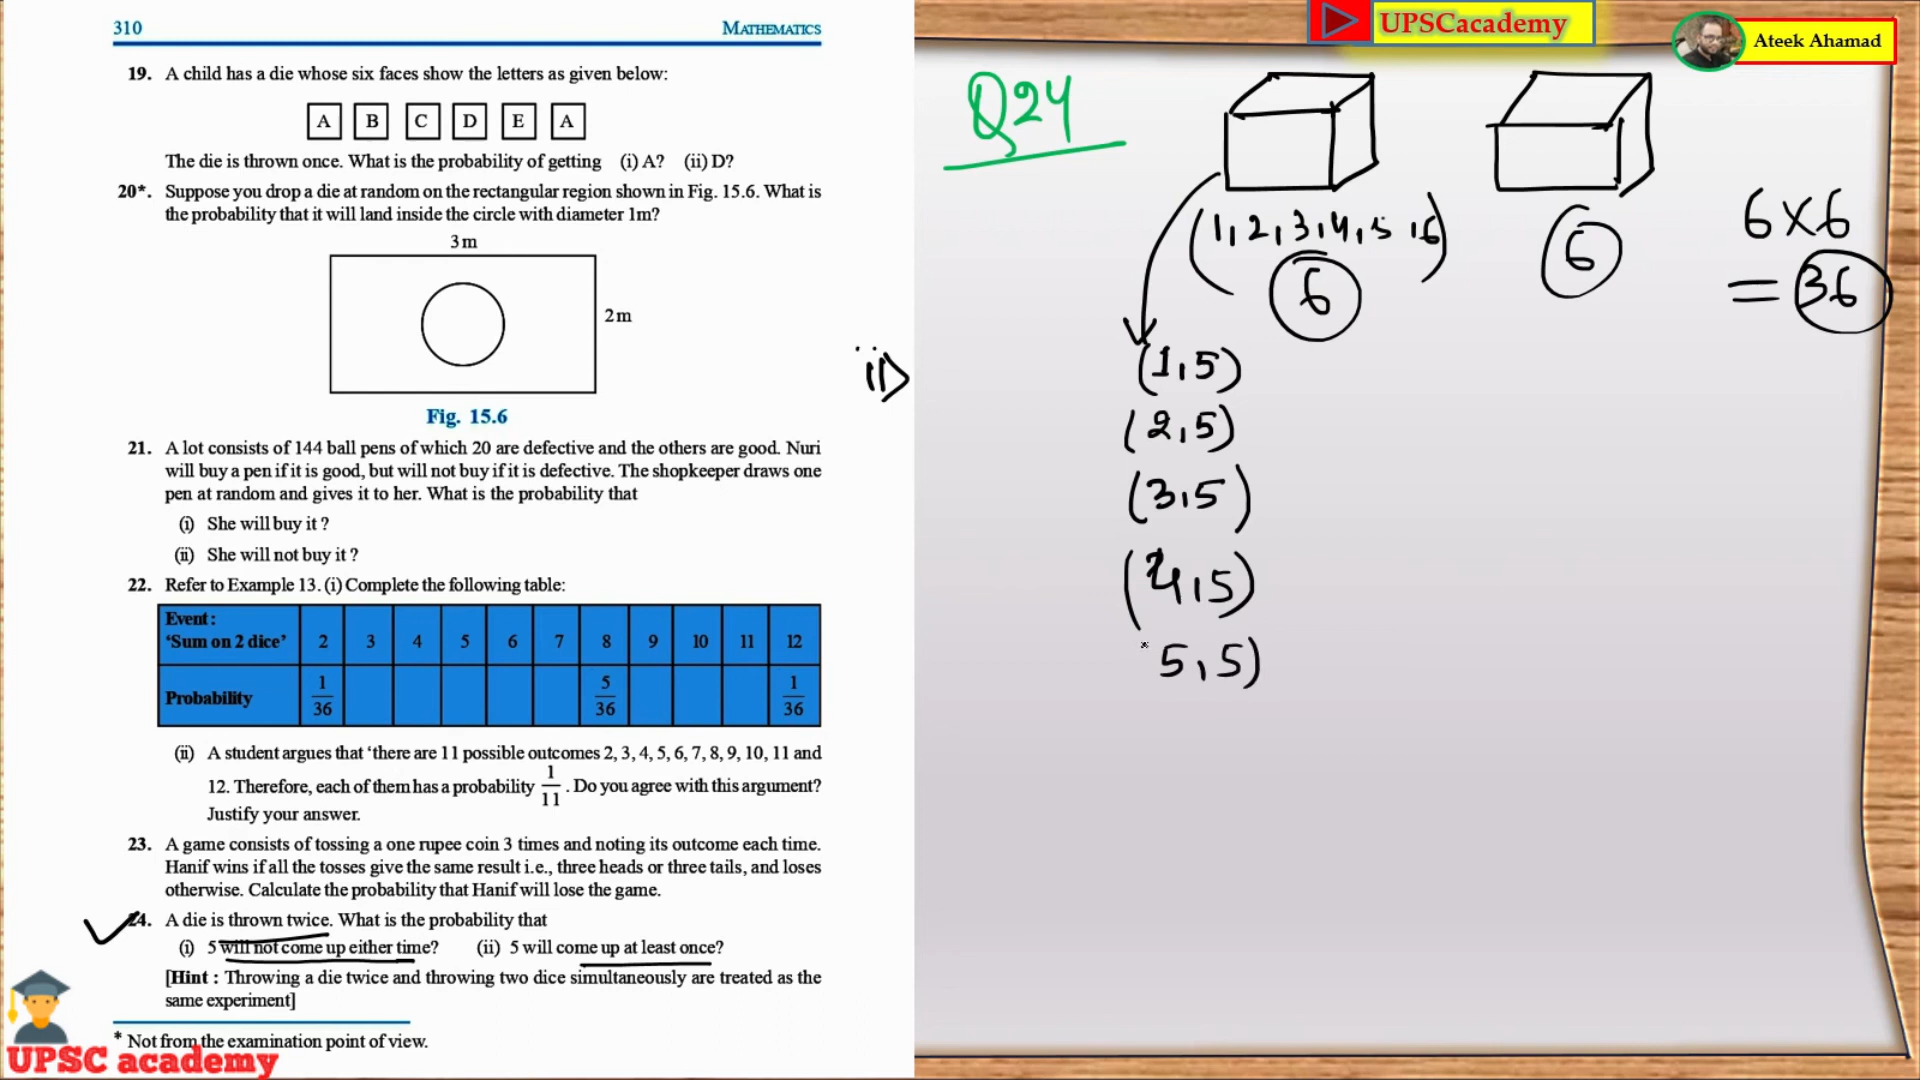 310 MATHEMATICS
19. A child has a die whose six faces show the letters as given below:
A B C D E A
The die is thrown once. What is the probability of getting (i) A? (ii) D?
20*. Suppose you drop a die at random on the rectangular region shown in Fig. 15.6. What is
the probability that it will land inside the circle with diameter 1m?
3 m
2 m
Fig. 15.6
21. A lot consists of 144 ball pens of which 20 are defective and the others are good. Nuri
will buy a pen if it is good, but will not buy if it is defective. The shopkeeper draws one
pen at random and gives it to her. What is the probability that
(i) She will buy it ?
(ii) She will not buy it ?
22. Refer to Example 13. (i) Complete the following table:
Event :
'Sum on 2 dice' 2 3 4 5 6 7 8 9 10 11 12
Probability 1/36 5/36 1/36
(ii) A student argues that 'there are 11 possible outcomes 2, 3, 4, 5, 6, 7, 8, 9, 10, 11 and
12. Therefore, each of them has a probability 1/11 . Do you agree with this argument?
Justify your answer.
23. A game consists of tossing a one rupee coin 3 times and noting its outcome each time.
Hanif wins if all the tosses give the same result i.e., three heads or three tails, and loses
otherwise. Calculate the probability that Hanif will lose the game.
24. A die is thrown twice. What is the probability that
(i) 5 will not come up either time? (ii) 5 will come up at least once?
[Hint : Throwing a die twice and throwing two dice simultaneously are treated as the
same experiment]
* Not from the examination point of view.
UPSC academy
UPSCacademy
Ateek Ahamad
Q24
(1,2,3,4,5,6)
6
6
6×6
=36
ii)
(1,5)
(2,5)
(3,5)
(4,5)
5,5)